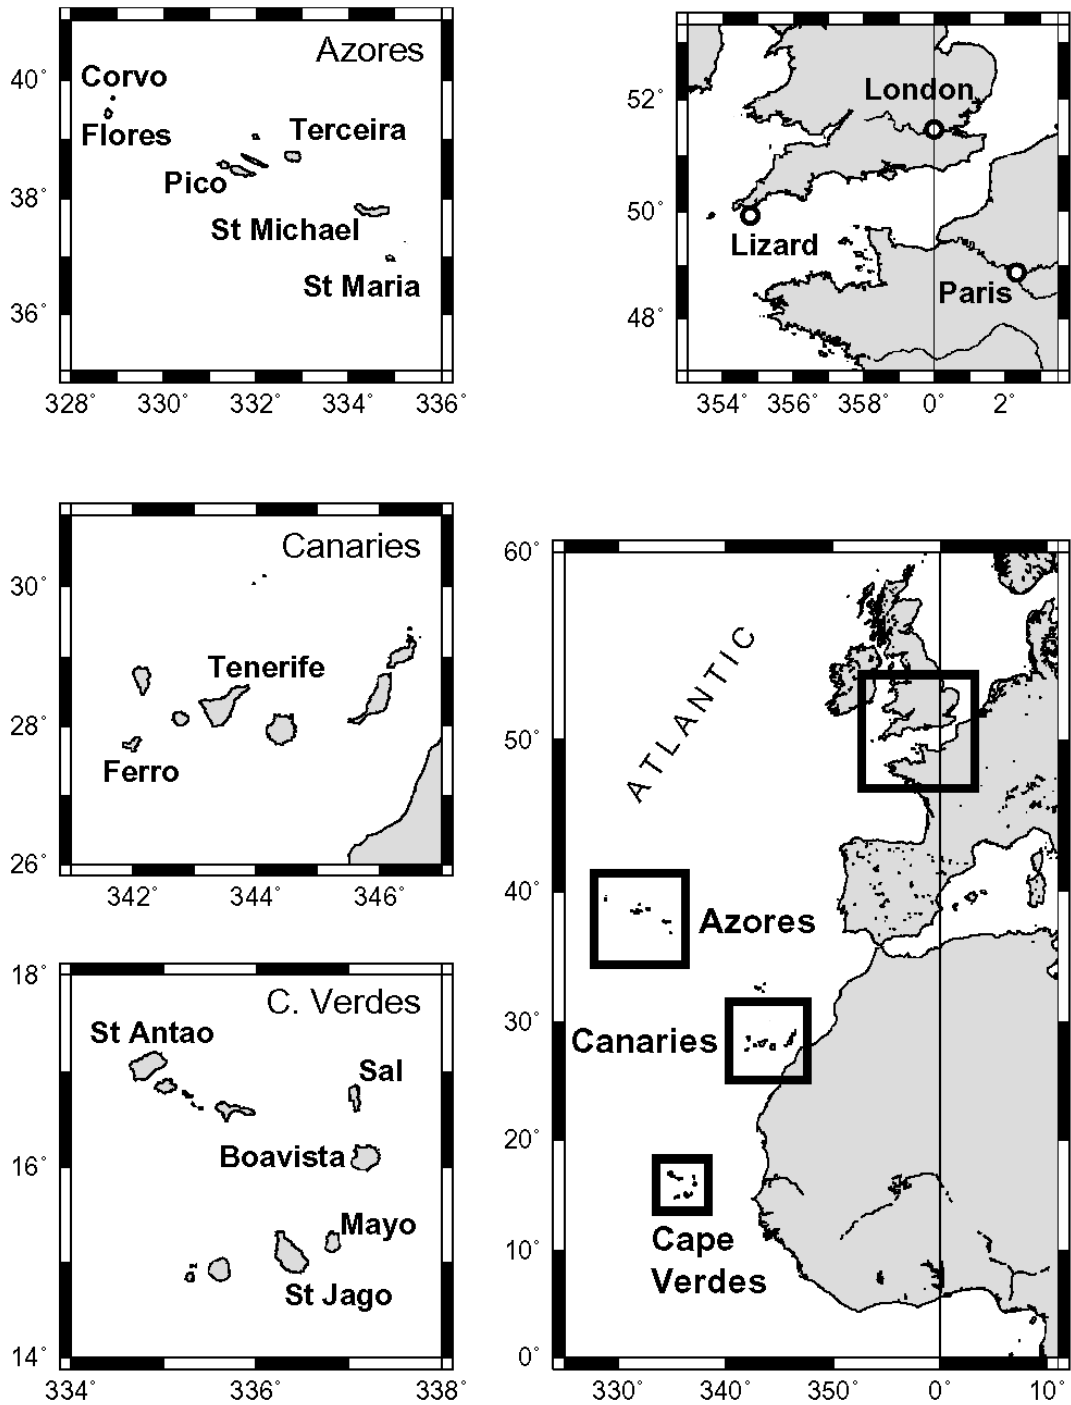 Azores
40°
38°
36°
Corvo
Flores
Terceira
Pico
St Michael
St Maria
328° 330° 332° 334° 336°
52°
50°
48°
London
Lizard
Paris
354° 356° 358° 0° 2°
Canaries
30°
28°
26°
Tenerife
Ferro
342° 344° 346°
C. Verdes
18°
16°
14°
St Antao
Sal
Boavista
Mayo
St Jago
334° 336° 338°
60°
50°
40°
30°
20°
10°
0°
ATLANTIC
Azores
Canaries
Cape
Verdes
330° 340° 350° 0° 10°